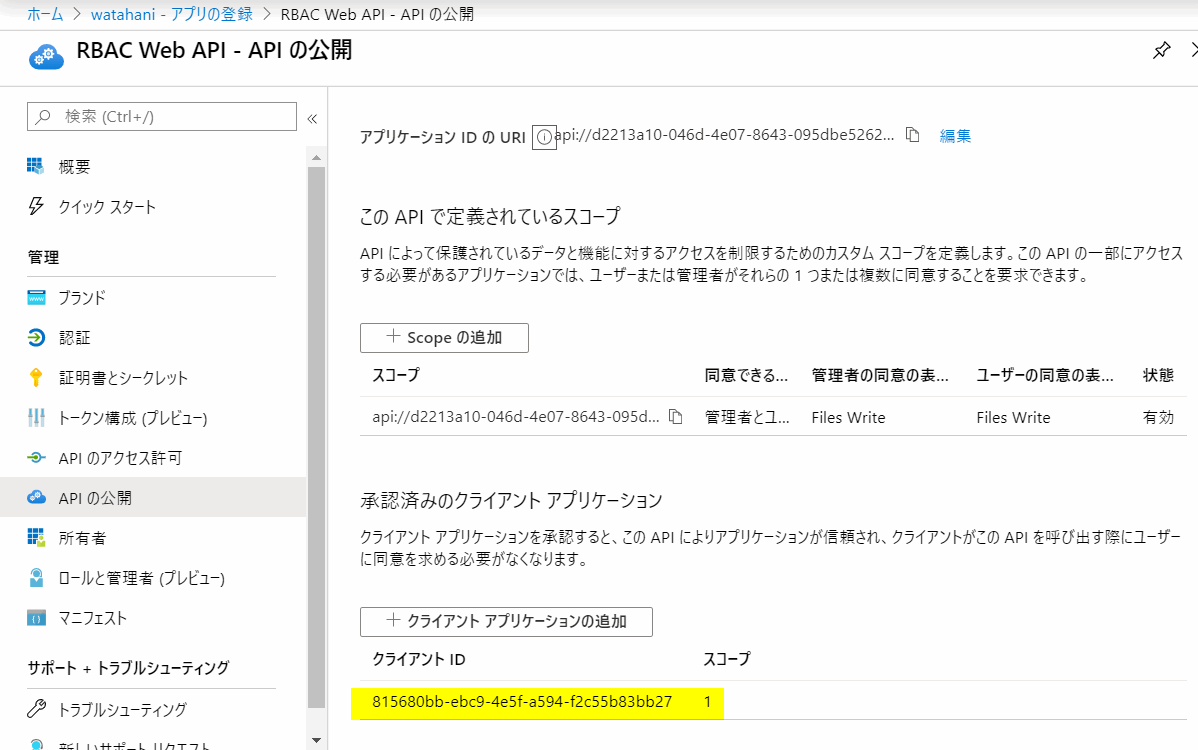 ホーム > watahani - アプリの登録 > RBAC Web API - API の公開
RBAC Web API - API の公開
検索 (Ctrl+/)
概要
クイック スタート
管理
ブランド
認証
証明書とシークレット
トークン構成 (プレビュー)
API のアクセス許可
API の公開
所有者
ロールと管理者 (プレビュー)
マニフェスト
サポート + トラブルシューティング
トラブルシューティング
新しいサポート リクエスト
アプリケーション ID の URI api://d2213a10-046d-4e07-8643-095dbe5262... 編集
この API で定義されているスコープ
API によって保護されているデータと機能に対するアクセスを制限するためのカスタム スコープを定義します。この API の一部にアクセス
する必要があるアプリケーションでは、ユーザーまたは管理者がそれらの 1 つまたは複数に同意することを要求できます。
+ Scope の追加
スコープ 同意できる... 管理者の同意の表... ユーザーの同意の表... 状態
api://d2213a10-046d-4e07-8643-095d... 管理者とユ... Files Write Files Write 有効
承認済みのクライアント アプリケーション
クライアント アプリケーションを承認すると、この API によりアプリケーションが信頼され、クライアントがこの API を呼び出す際にユーザー
に同意を求める必要がなくなります。
+ クライアント アプリケーションの追加
クライアント ID スコープ
815680bb-ebc9-4e5f-a594-f2c55b83bb27 1